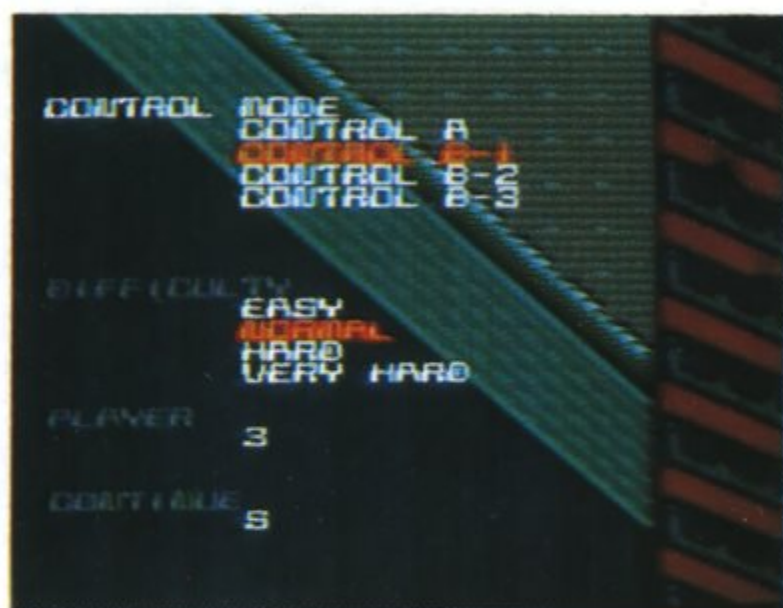 CONTROL MODE
CONTROL A
CONTROL B-1
CONTROL B-2
CONTROL B-3
DIFFICULTY
EASY
NORMAL
HARD
VERY HARD
PLAYER
3
CONTINUE
5